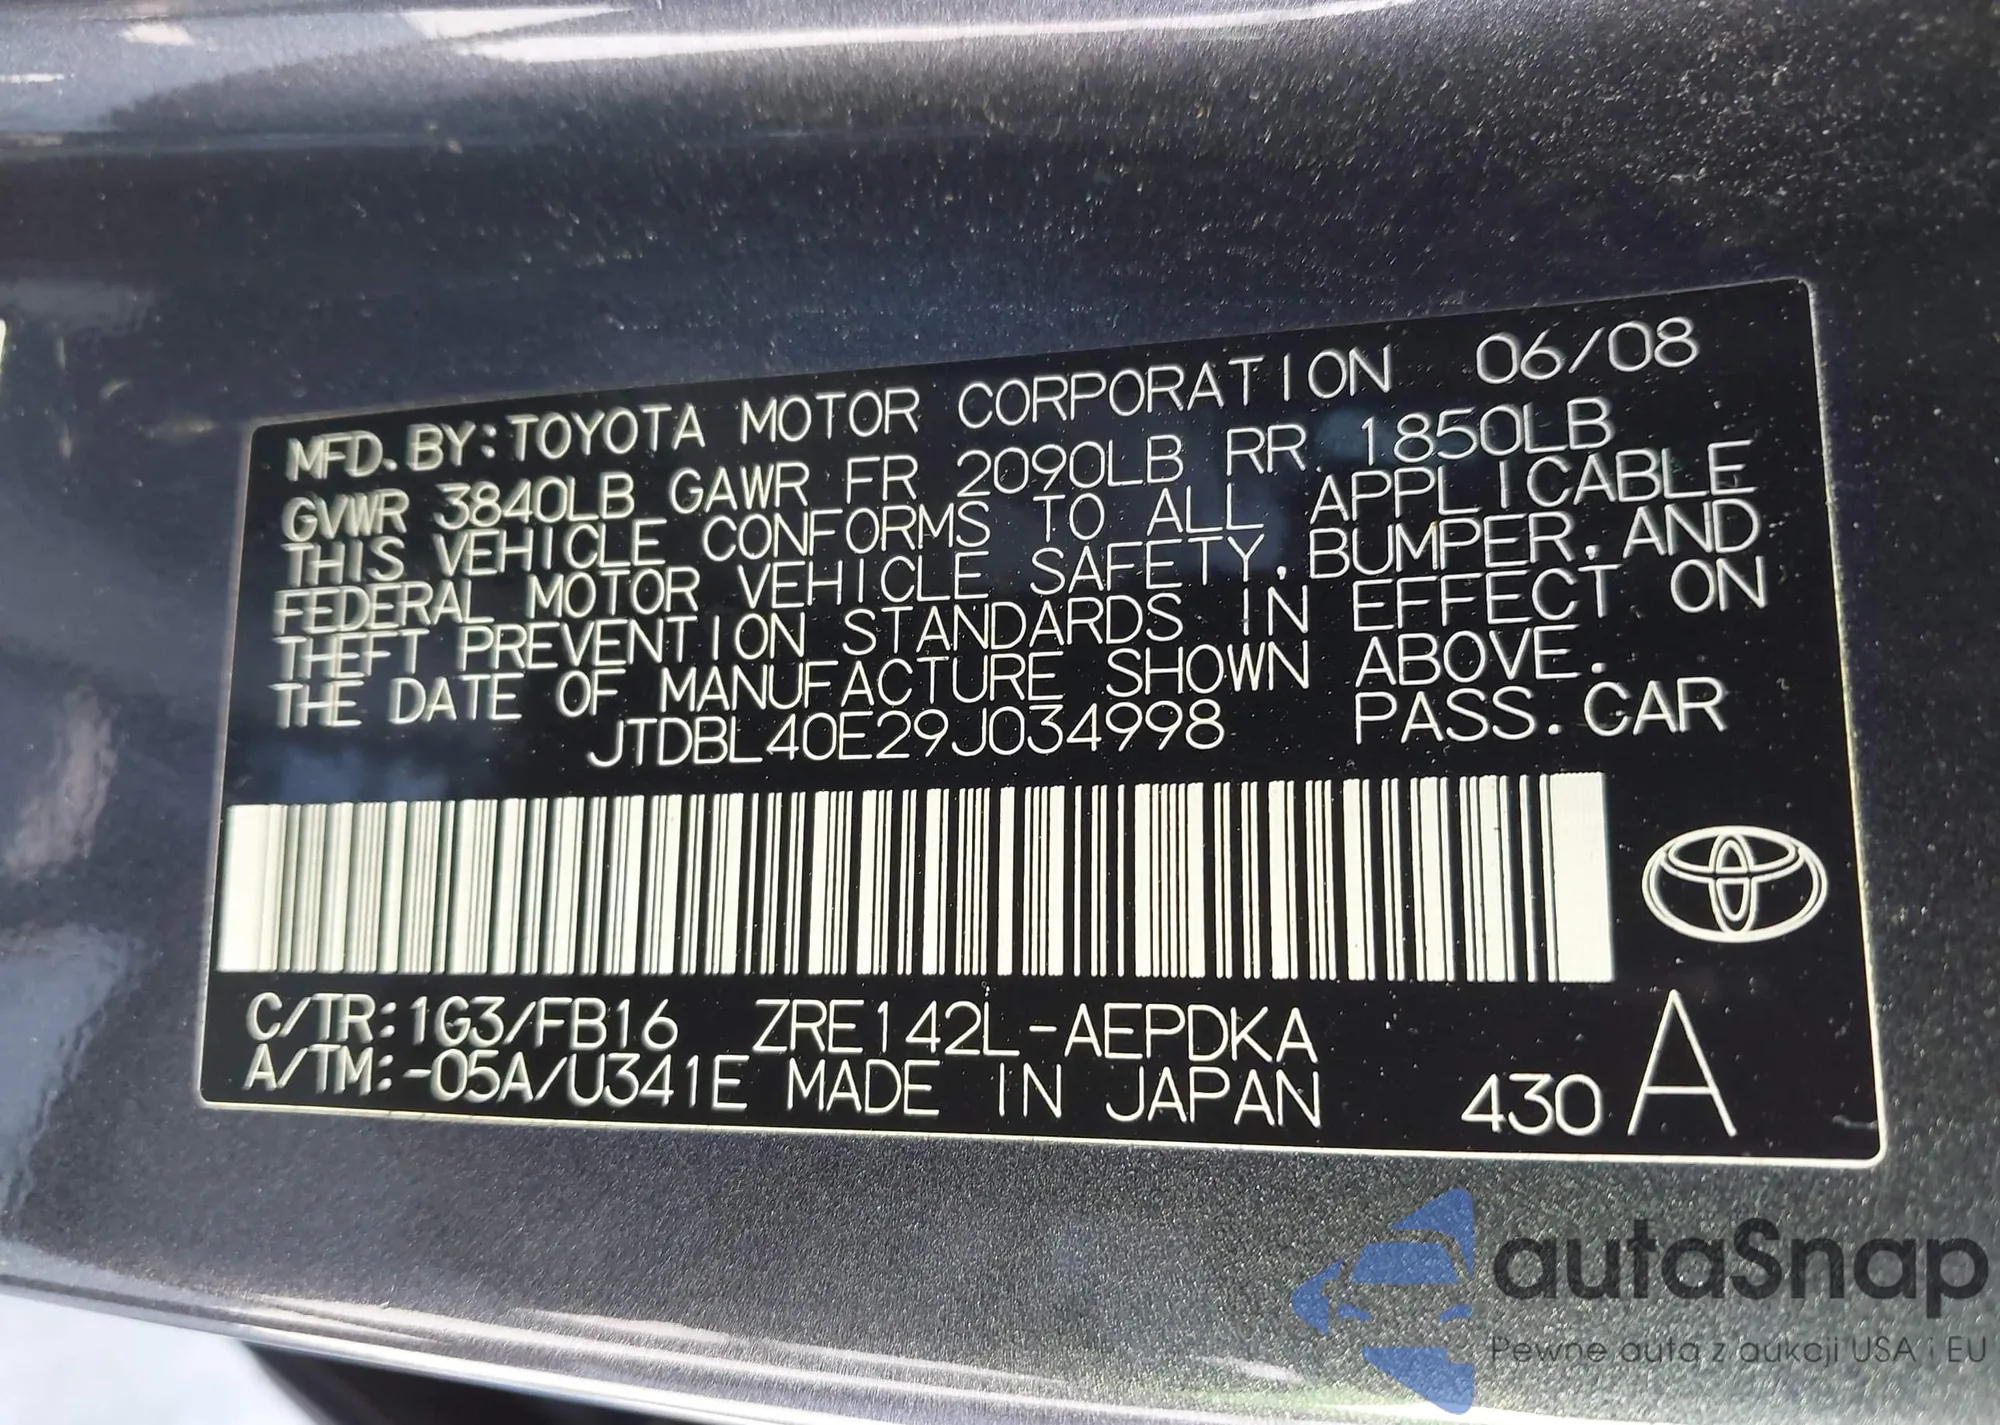 MFD. BY: TOYOTA MOTOR CORPORATION 06/08
GVWR 3840LB GAWR FR 2090LB RR 1850LB
THIS VEHICLE CONFORMS TO ALL APPLICABLE
FEDERAL MOTOR VEHICLE SAFETY, BUMPER, AND
THEFT PREVENTION STANDARDS IN EFFECT ON
THE DATE OF MANUFACTURE SHOWN ABOVE.
JTDBL40E29J034998 PASS. CAR
C/TR: 1G3/FB16 ZRE142L-AEPDKA
A/TM: -05A/U341E MADE IN JAPAN 430 A
autaSnap
Pewne auta z aukcji USA i EU